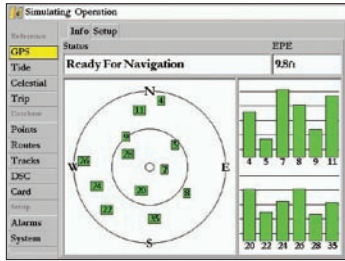 Simulating Operation
Info Setup
Reference
GPS
Tide
Celestial
Trip
Database
Points
Routes
Tracks
DSC
Card
Setup
Alarms
System
Status
EPE
Ready For Navigation
9.8ft
N
4
11
9
5
28
W
26
E
7
24
20
8
22
35
S
4 5 7 8 9 11
20 22 24 26 28 35